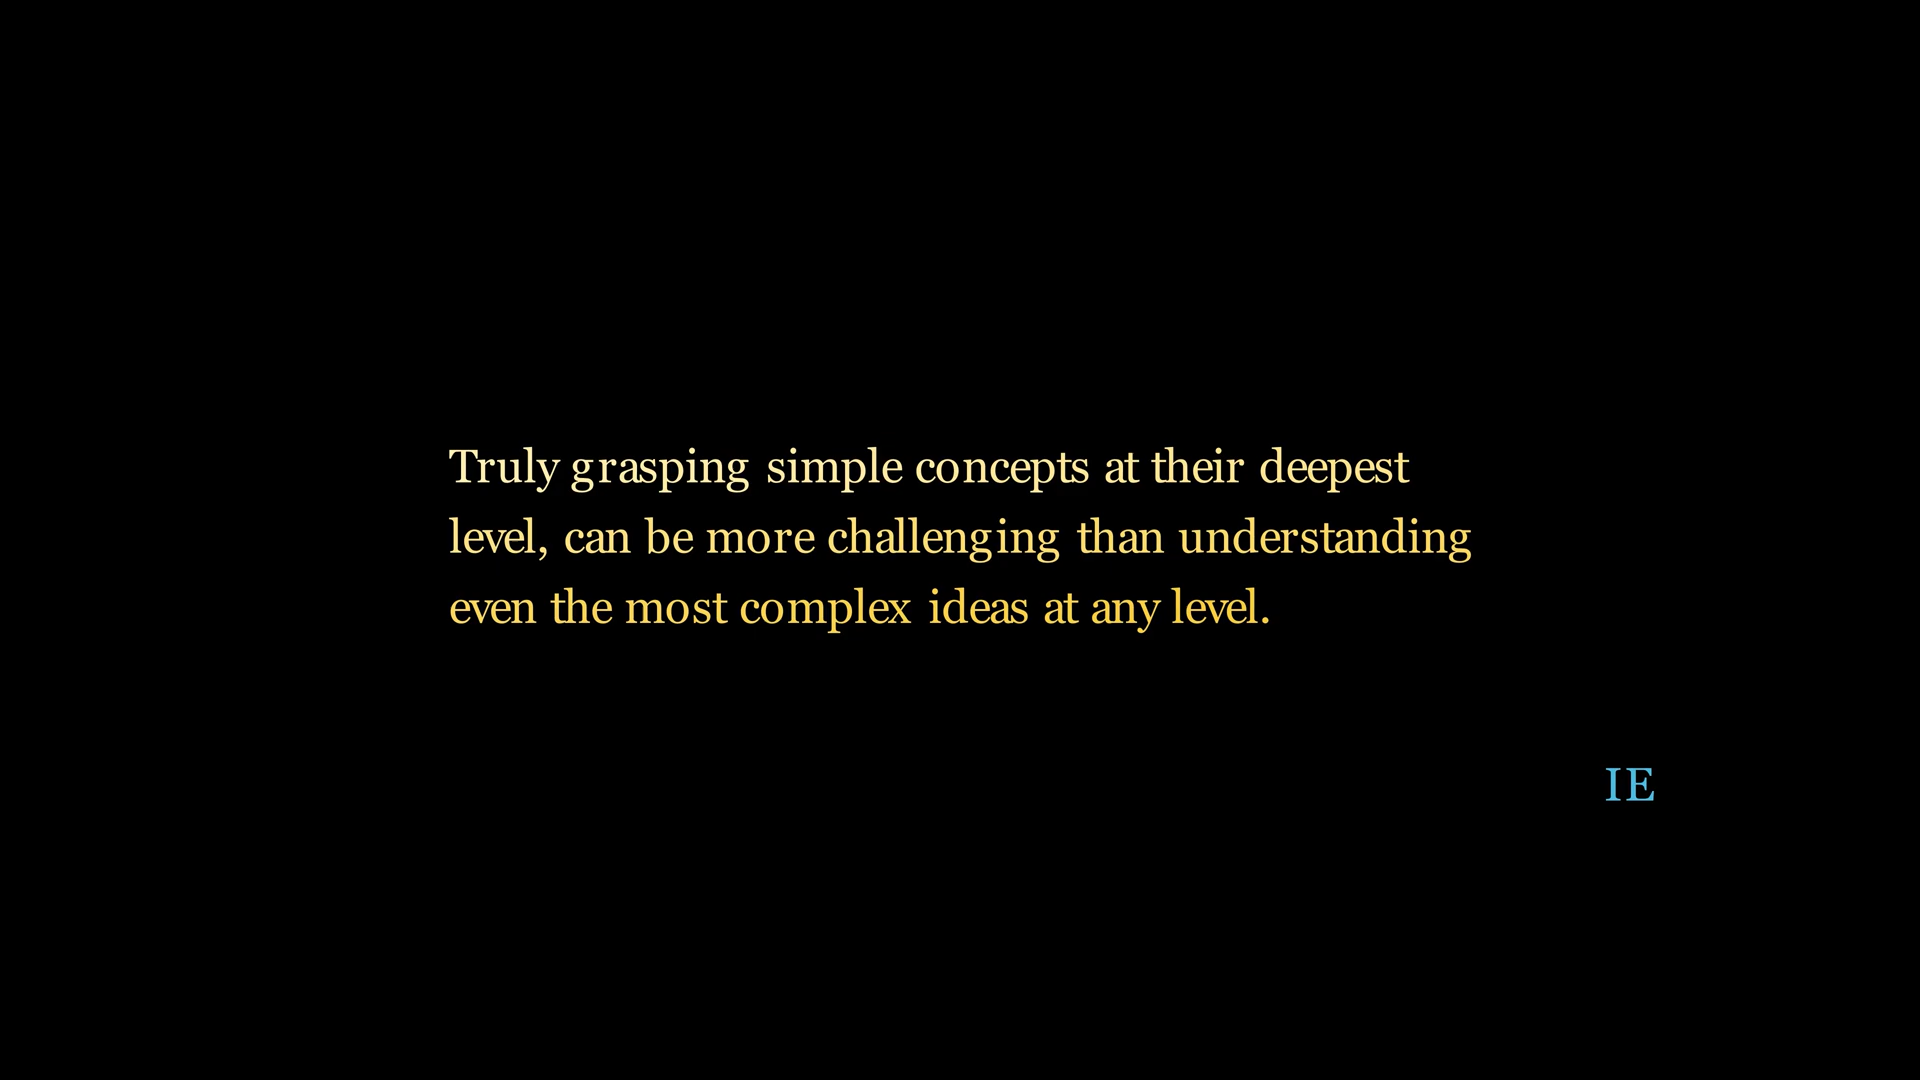 Truly grasping simple concepts at their deepest
level, can be more challenging than understanding
even the most complex ideas at any level.
IE